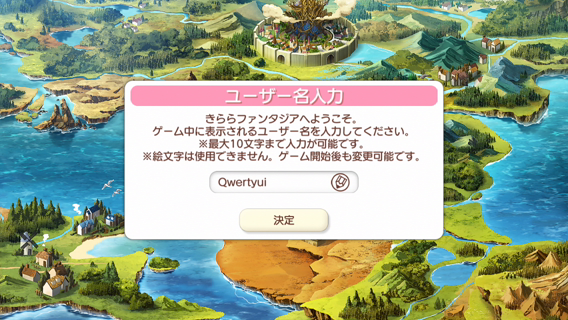 ユーザー名入力
きららファンタジアへようこそ。
ゲーム中に表示されるユーザー名を入力してください。
※最大10文字まで入力が可能です。
※絵文字は使用できません。ゲーム開始後も変更可能です。
Qwertyui
決定